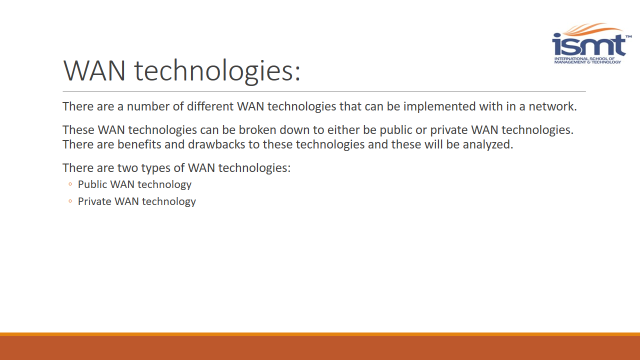 ismt™
INTERNATIONAL SCHOOL OF
MANAGEMENT & TECHNOLOGY
WAN technologies:
There are a number of different WAN technologies that can be implemented with in a network.
These WAN technologies can be broken down to either be public or private WAN technologies.
There are benefits and drawbacks to these technologies and these will be analyzed.
There are two types of WAN technologies:
◦ Public WAN technology
◦ Private WAN technology